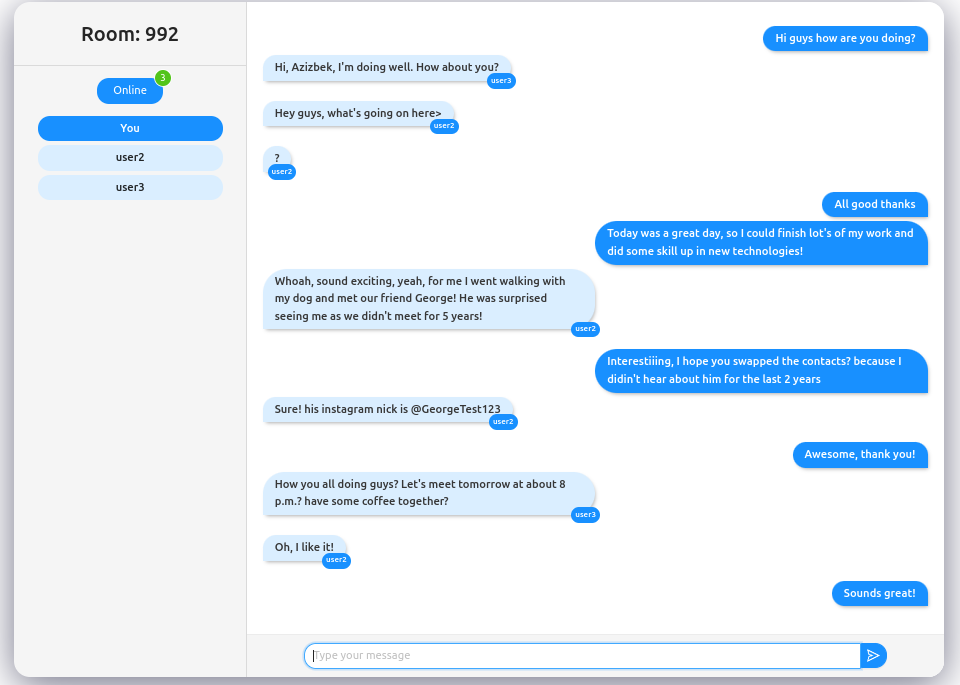 Room: 992
Online
3
You
user2
user3
Hi guys how are you doing?
Hi, Azizbek, I'm doing well. How about you?
user3
Hey guys, what's going on here>
user2
?
user2
All good thanks
Today was a great day, so I could finish lot's of my work and
did some skill up in new technologies!
Whoah, sound exciting, yeah, for me I went walking with
my dog and met our friend George! He was surprised
seeing me as we didn't meet for 5 years!
user2
Interestiiing, I hope you swapped the contacts? because I
didin't hear about him for the last 2 years
Sure! his instagram nick is @GeorgeTest123
user2
Awesome, thank you!
How you all doing guys? Let's meet tomorrow at about 8
p.m.? have some coffee together?
user3
Oh, I like it!
user2
Sounds great!
Type your message